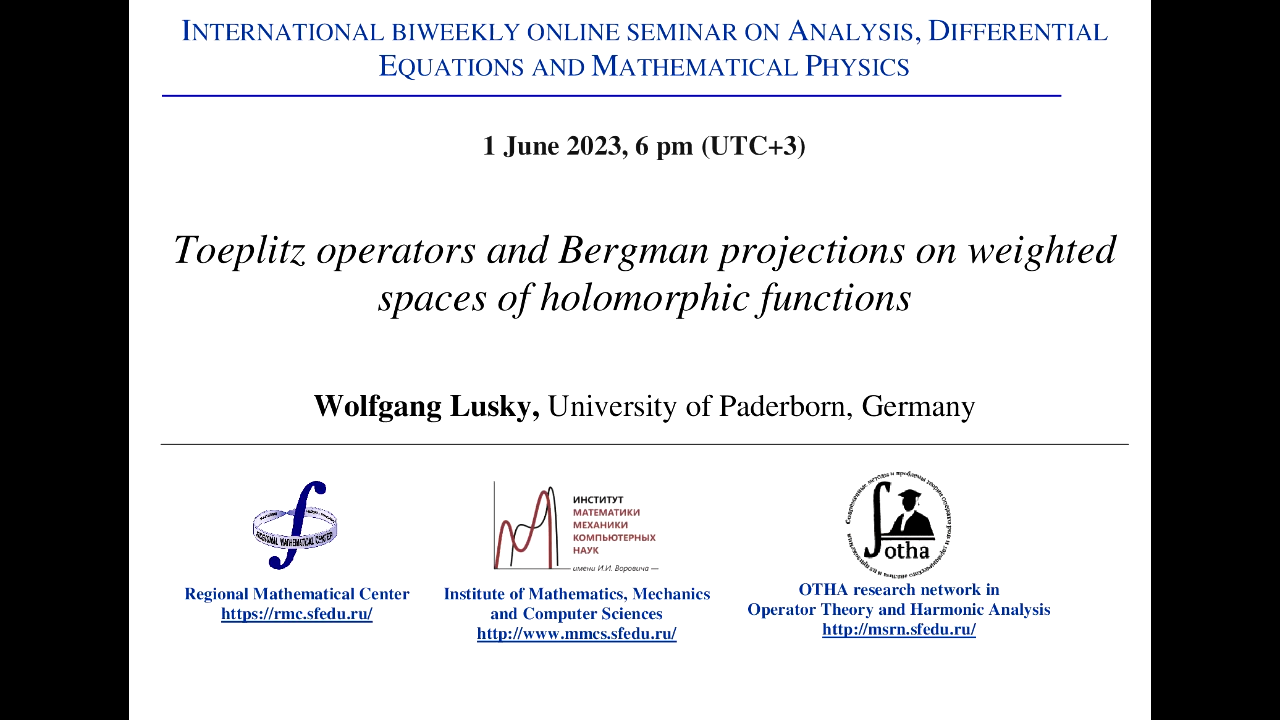 INTERNATIONAL BIWEEKLY ONLINE SEMINAR ON ANALYSIS, DIFFERENTIAL
EQUATIONS AND MATHEMATICAL PHYSICS
1 June 2023, 6 pm (UTC+3)
Toeplitz operators and Bergman projections on weighted
spaces of holomorphic functions
Wolfgang Lusky, University of Paderborn, Germany
REGIONAL MATHEMATICAL CENTER
Regional Mathematical Center
https://rmc.sfedu.ru/
ИНСТИТУТ
МАТЕМАТИКИ
МЕХАНИКИ
КОМПЬЮТЕРНЫХ
НАУК
имени И.И. Воровича
Institute of Mathematics, Mechanics
and Computer Sciences
http://www.mmcs.sfedu.ru/
otha
OTHA research network in
Operator Theory and Harmonic Analysis
http://msrn.sfedu.ru/